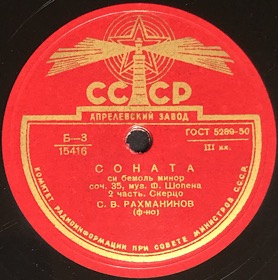 СССР
АПРЕЛЕВСКИЙ ЗАВОД
Б—3
15416
ГОСТ 5289-50
III кл.
СОНАТА
си бемоль минор
соч. 35, муз. Ф. Шопена
2 часть. Скерцо
С. В. РАХМАНИНОВ
(ф-но)
КОМИТЕТ РАДИОИНФОРМАЦИИ ПРИ СОВЕТЕ МИНИСТРОВ СССР